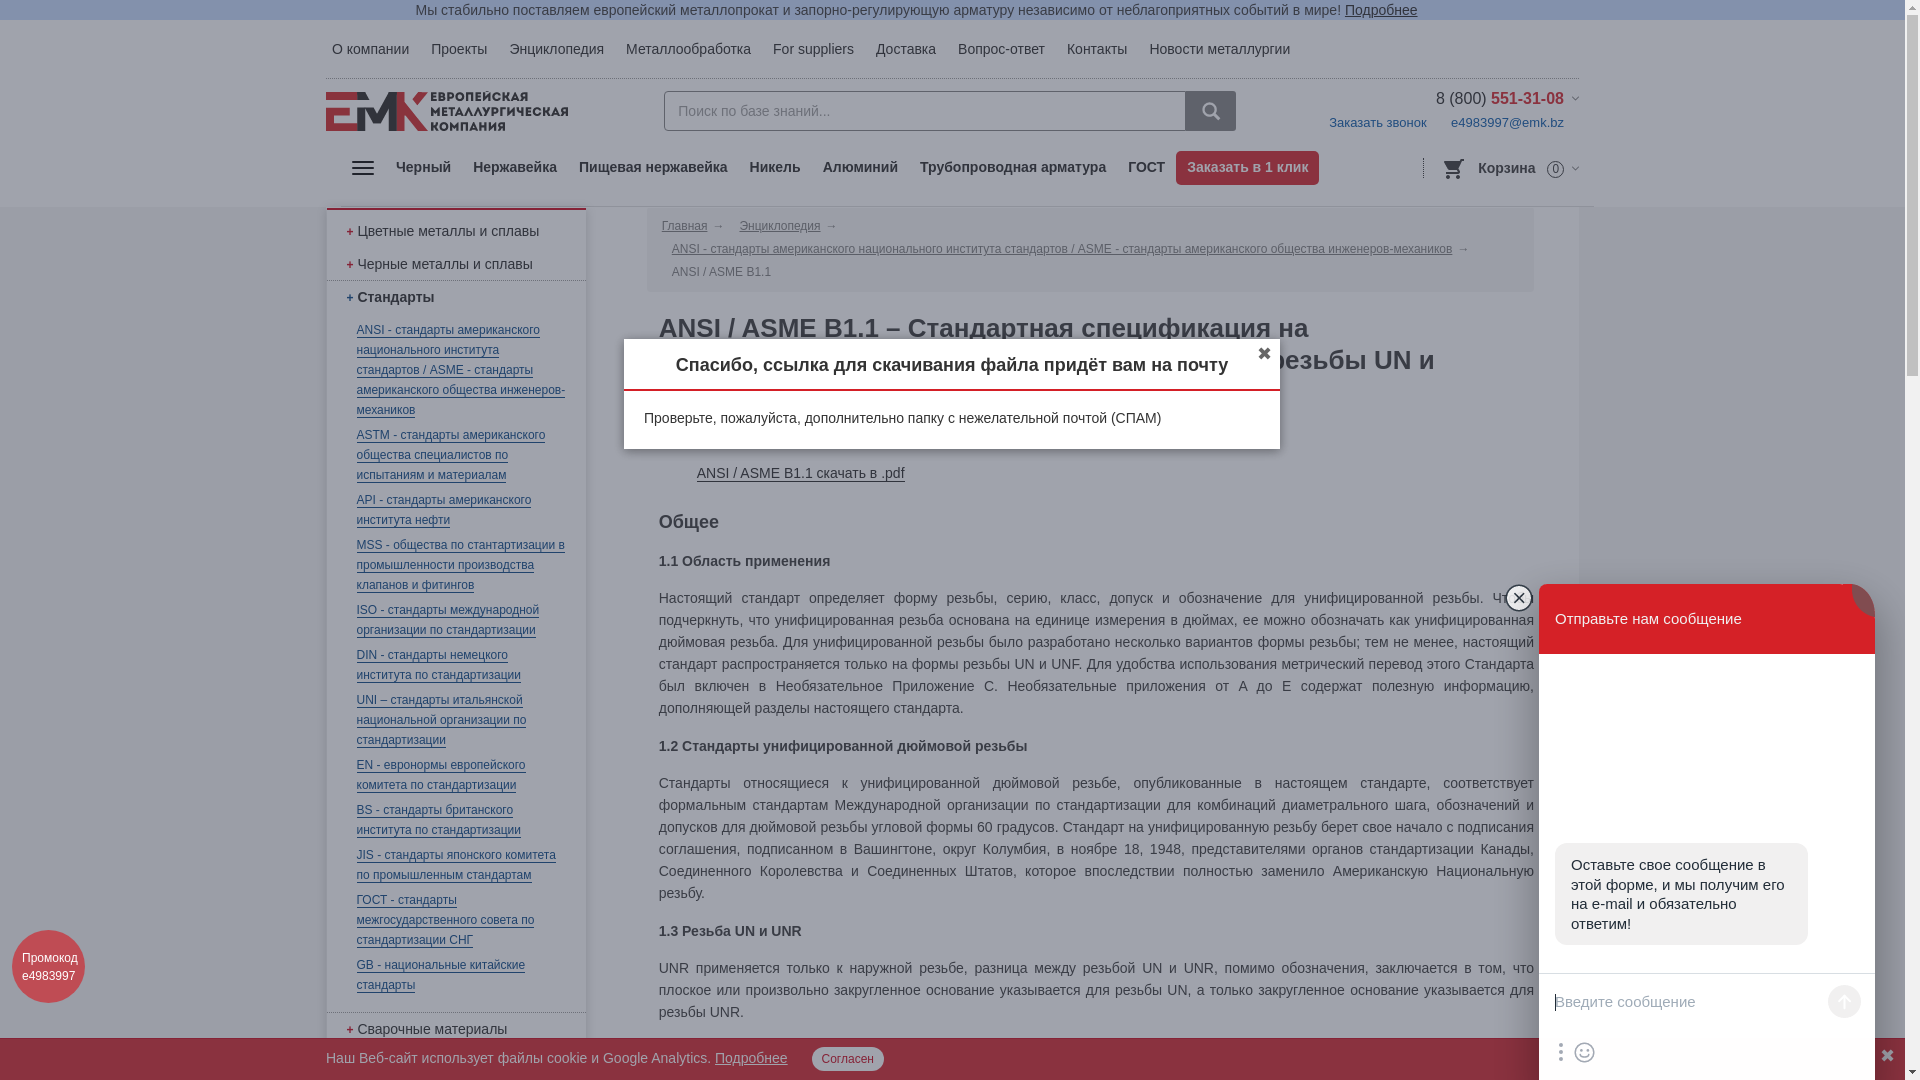 Мы стабильно поставляем европейский металлопрокат и запорно-регулирующую арматуру независимо от неблагоприятных событий в мире! Подробнее
О компании Проекты Энциклопедия Металлообработка For suppliers Доставка Вопрос-ответ Контакты Новости металлургии
ЕМК ЕВРОПЕЙСКАЯ
МЕТАЛЛУРГИЧЕСКАЯ
КОМПАНИЯ
Поиск по базе знаний...
8 (800) 551-31-08
Заказать звонок e4983997@emk.bz
Черный Нержавейка Пищевая нержавейка Никель Алюминий Трубопроводная арматура ГОСТ Заказать в 1 клик
Корзина 0
+ Цветные металлы и сплавы
+ Черные металлы и сплавы
+ Стандарты
ANSI - стандарты американского
национального института
стандартов / ASME - стандарты
американского общества инженеров-
механиков
ASTM - стандарты американского
общества специалистов по
испытаниям и материалам
API - стандарты американского
института нефти
MSS - общества по стантартизации в
промышленности производства
клапанов и фитингов
ISO - стандарты международной
организации по стандартизации
DIN - стандарты немецкого
института по стандартизации
UNI – стандарты итальянской
национальной организации по
стандартизации
EN - евронормы европейского
комитета по стандартизации
BS - стандарты британского
института по стандартизации
JIS - стандарты японского комитета
по промышленным стандартам
ГОСТ - стандарты
межгосударственного совета по
стандартизации СНГ
GB - национальные китайские
стандарты
+ Сварочные материалы
Главная → Энциклопедия →
ANSI - стандарты американского национального института стандартов / ASME - стандарты американского общества инженеров-механиков →
ANSI / ASME B1.1
ANSI / ASME B1.1 – Стандартная спецификация на
резьбы UN и
Спасибо, ссылка для скачивания файла придёт вам на почту
Проверьте, пожалуйста, дополнительно папку с нежелательной почтой (СПАМ)
ANSI / ASME B1.1 скачать в .pdf
Общее
1.1 Область применения
Настоящий стандарт определяет форму резьбы, серию, класс, допуск и обозначение для унифицированной резьбы.
подчеркнуть, что унифицированная резьба основана на единице измерения в дюймах, ее можно обозначать как унифицированная
дюймовая резьба. Для унифицированной резьбы было разработано несколько вариантов формы резьбы; тем не менее, настоящий
стандарт распространяется только на формы резьбы UN и UNF. Для удобства использования метрический перевод этого Стандарта
был включен в Необязательное Приложение C. Необязательные приложения от A до E содержат полезную информацию,
дополняющей разделы настоящего стандарта.
1.2 Стандарты унифицированной дюймовой резьбы
Стандарты относящиеся к унифицированной дюймовой резьбе, опубликованные в настоящем стандарте, соответствует
формальным стандартам Международной организации по стандартизации для комбинаций диаметрального шага, обозначений и
допусков для дюймовой резьбы угловой формы 60 градусов. Стандарт на унифицированную резьбу берет свое начало с подписания
соглашения, подписанном в Вашингтоне, округ Колумбия, в ноябре 18, 1948, представителями органов стандартизации Канады,
Соединенного Королевства и Соединенных Штатов, которое впоследствии полностью заменило Американскую Национальную
резьбу.
1.3 Резьба UN и UNR
UNR применяется только к наружной резьбе, разница между резьбой UN и UNR, помимо обозначения, заключается в том, что
плоское или произвольно закругленное основание указывается для резьбы UN, а только закругленное основание указывается для
резьбы UNR.
Отправьте нам сообщение
Оставьте свое сообщение в
этой форме, и мы получим его
на e-mail и обязательно
ответим!
Введите сообщение
Промокод
e4983997
Наш Веб-сайт использует файлы cookie и Google Analytics. Подробнее Согласен